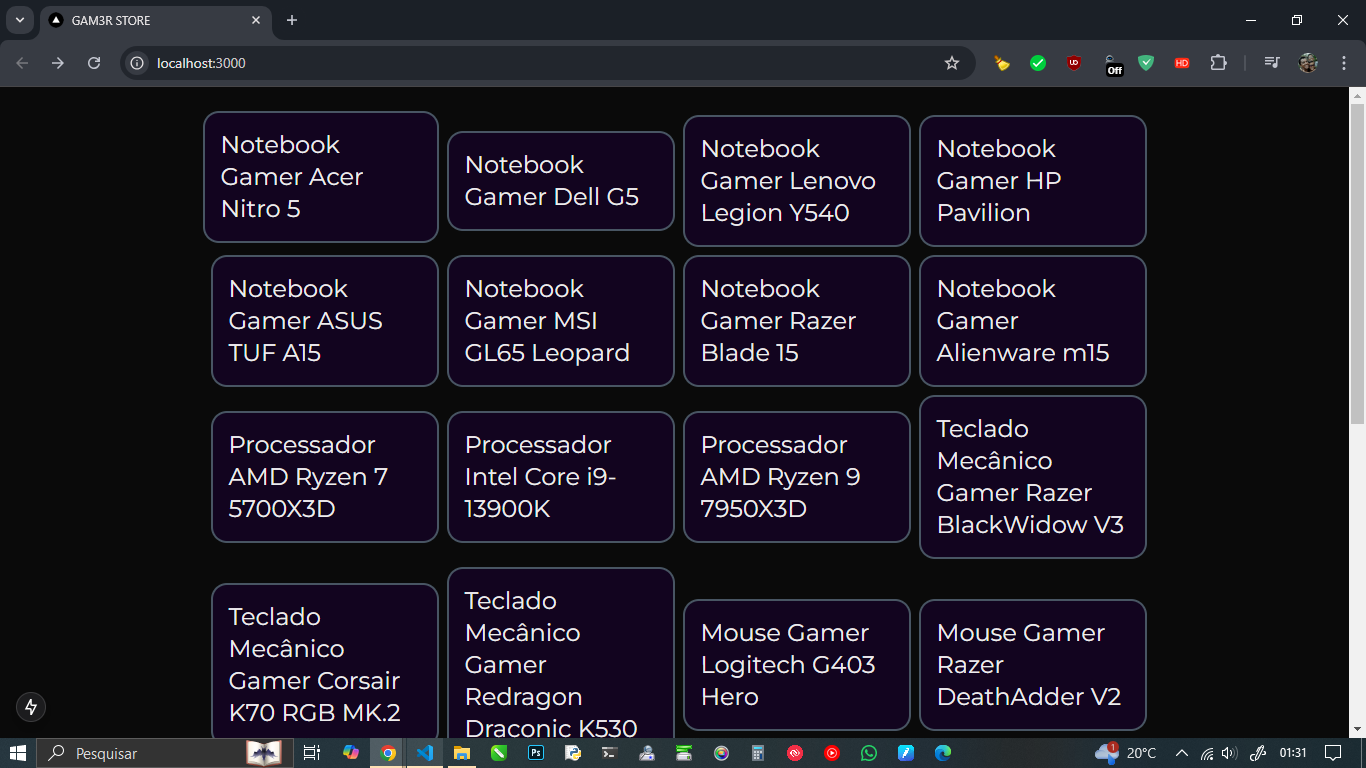 GAM3R STORE
localhost:3000
Off
HD
Notebook
Gamer Acer
Nitro 5
Notebook
Gamer Dell G5
Notebook
Gamer Lenovo
Legion Y540
Notebook
Gamer HP
Pavilion
Notebook
Gamer ASUS
TUF A15
Notebook
Gamer MSI
GL65 Leopard
Notebook
Gamer Razer
Blade 15
Notebook
Gamer
Alienware m15
Processador
AMD Ryzen 7
5700X3D
Processador
Intel Core i9-
13900K
Processador
AMD Ryzen 9
7950X3D
Teclado
Mecânico
Gamer Razer
BlackWidow V3
Teclado
Mecânico
Gamer Corsair
K70 RGB MK.2
Teclado
Mecânico
Gamer
Redragon
Draconic K530
Mouse Gamer
Logitech G403
Hero
Mouse Gamer
Razer
DeathAdder V2
Pesquisar
Ps
1
20°C
01:31